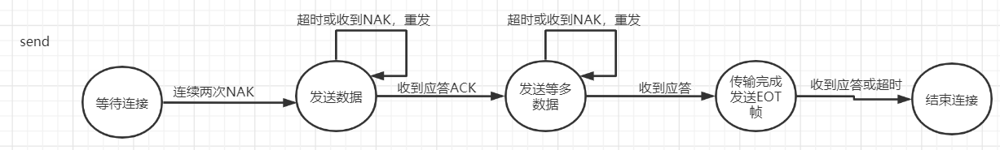 send
超时或收到NAK，重发
超时或收到NAK，重发
等待连接
连续两次NAK
发送数据
收到应答ACK
发送等多
数据
收到应答
传输完成
发送EOT
帧
收到应答或超时
结束连接